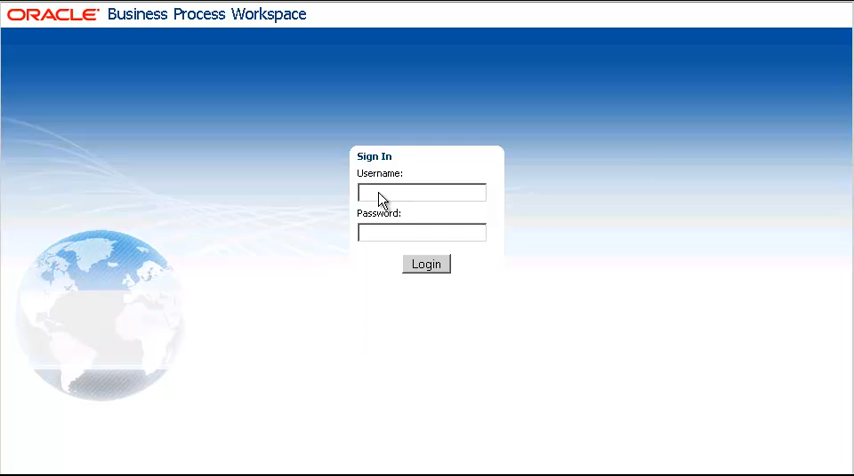 ORACLE Business Process Workspace
Sign In
Username:
Password:
Login